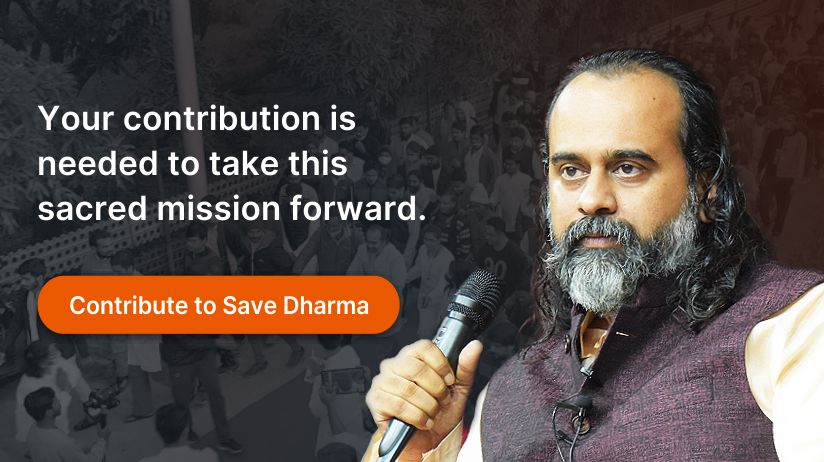 Your contribution is
needed to take this
sacred mission forward.
Contribute to Save Dharma